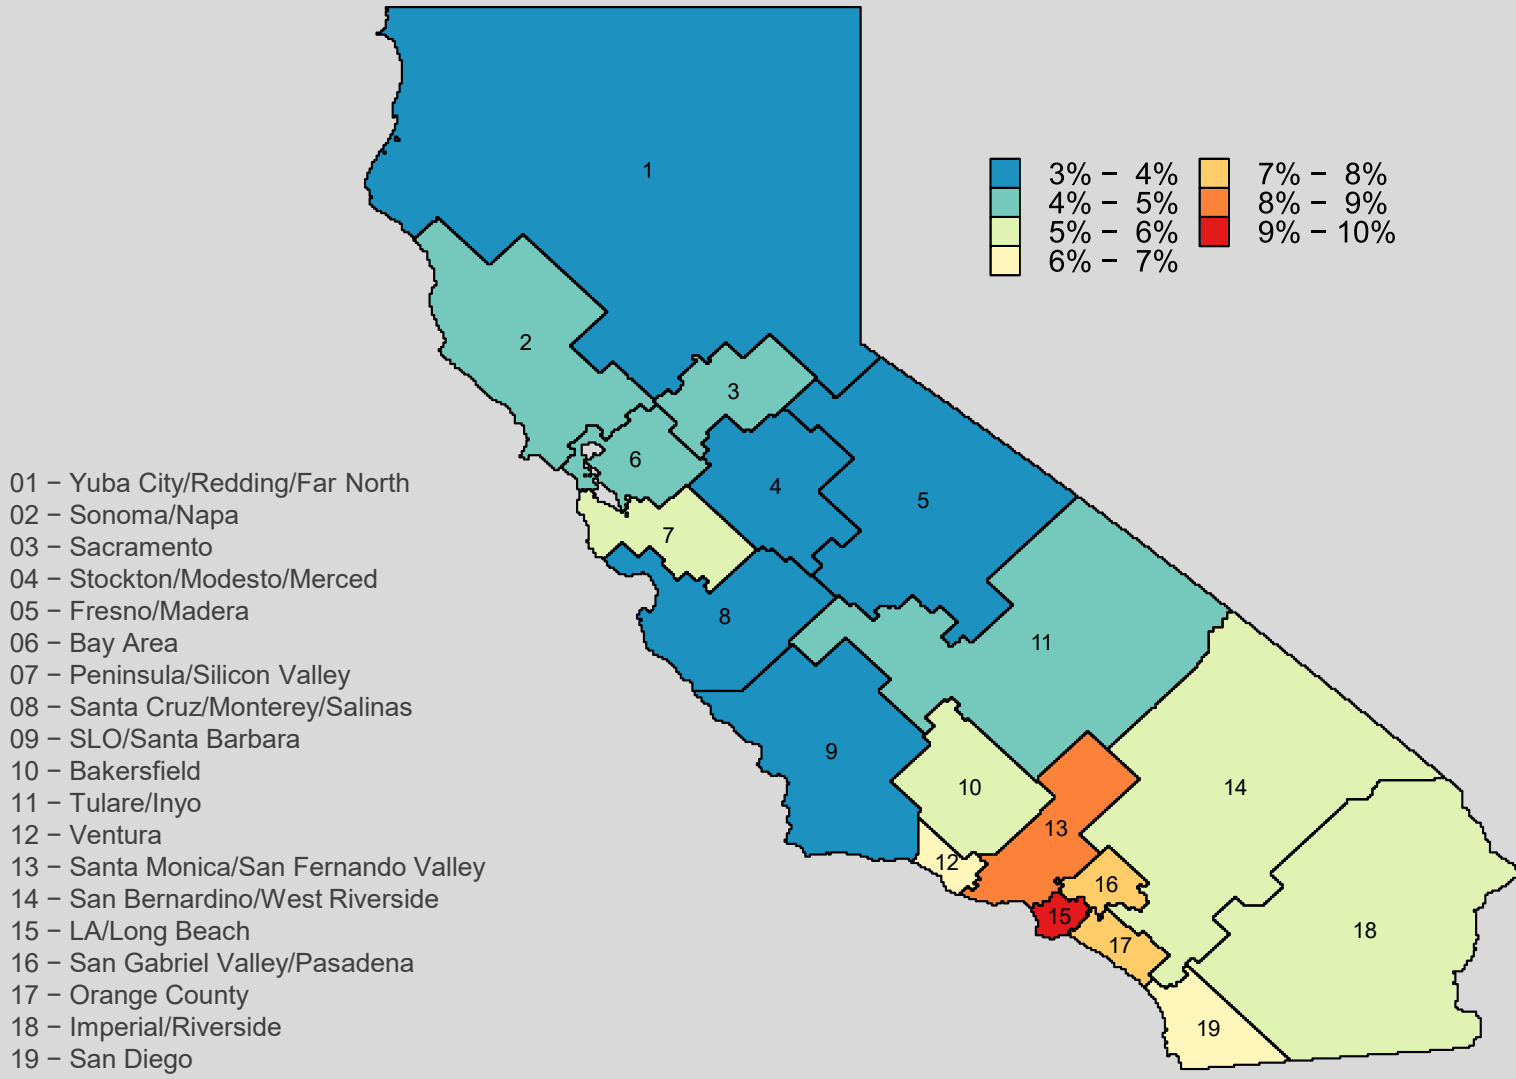 1
3% − 4%
7% − 8%
4% − 5%
8% − 9%
5% − 6%
9% − 10%
6% − 7%
2
3
6
4
5
7
8
11
9
10
14
13
12
16
15
17
18
19
01 − Yuba City/Redding/Far North
02 − Sonoma/Napa
03 − Sacramento
04 − Stockton/Modesto/Merced
05 − Fresno/Madera
06 − Bay Area
07 − Peninsula/Silicon Valley
08 − Santa Cruz/Monterey/Salinas
09 − SLO/Santa Barbara
10 − Bakersfield
11 − Tulare/Inyo
12 − Ventura
13 − Santa Monica/San Fernando Valley
14 − San Bernardino/West Riverside
15 − LA/Long Beach
16 − San Gabriel Valley/Pasadena
17 − Orange County
18 − Imperial/Riverside
19 − San Diego